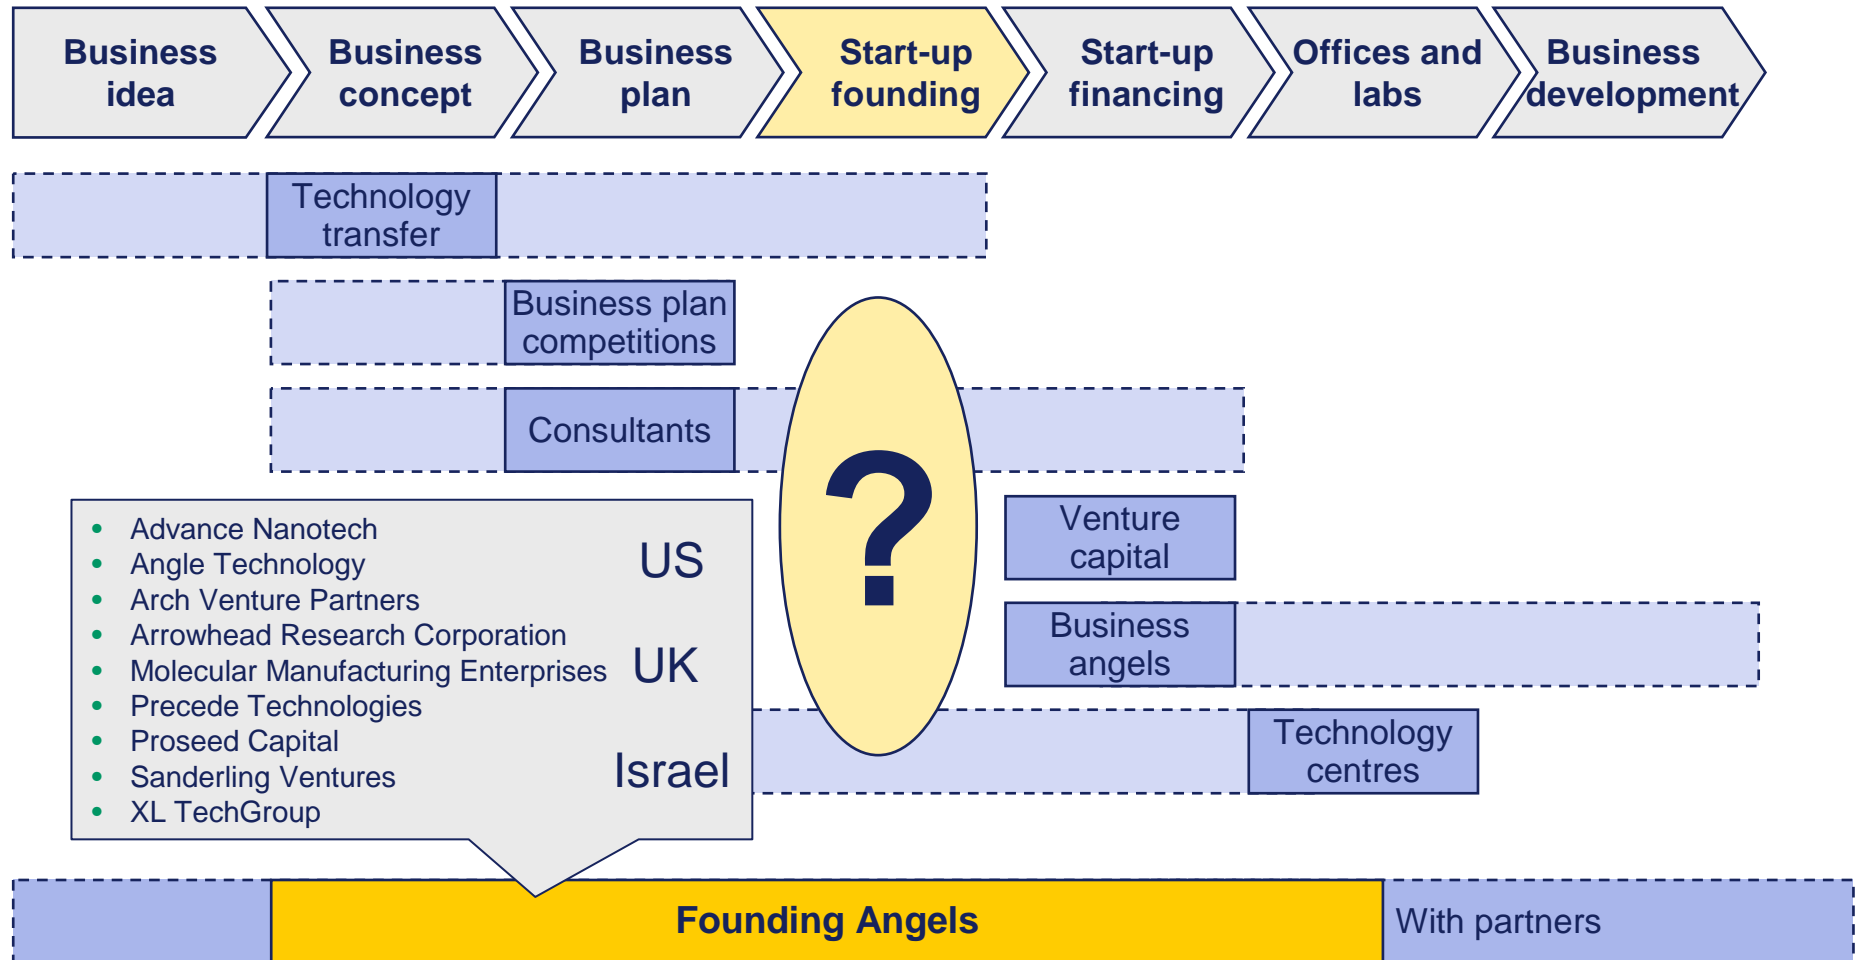 Business
idea
Business
concept
Business
plan
Start-up
founding
Start-up
financing
Offices and
labs
Business
development
Technology
transfer
Business plan
competitions
Consultants
?
Venture
capital
Business
angels
Technology
centres
• Advance Nanotech
• Angle Technology
• Arch Venture Partners
• Arrowhead Research Corporation
• Molecular Manufacturing Enterprises
• Precede Technologies
• Proseed Capital
• Sanderling Ventures
• XL TechGroup
US
UK
Israel
Founding Angels
With partners